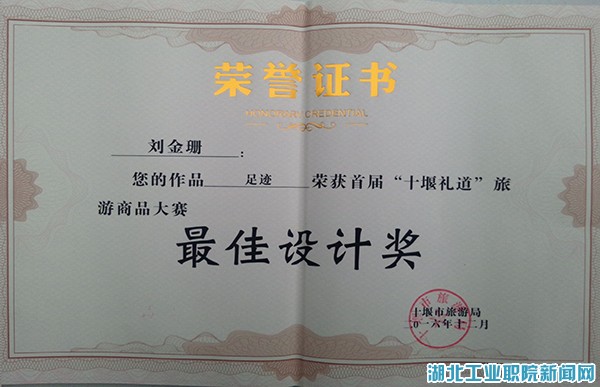 荣誉证书
HONORARY CREDENTIAL
刘金珊：
您的作品 足迹 荣获首届“十堰礼道”旅
游商品大赛
最佳设计奖
十堰市旅游局
二〇一六年十二月
湖北工业职院新闻网